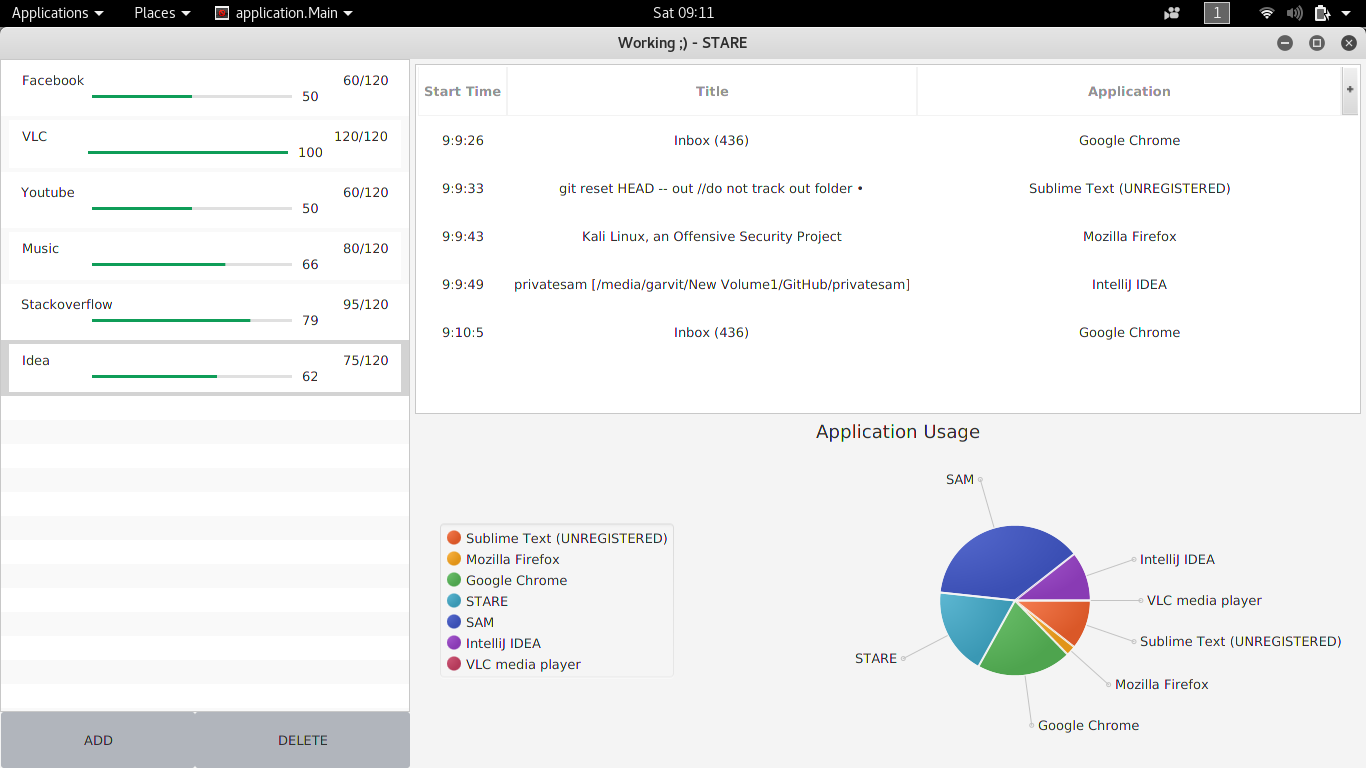 Applications Places application.Main Sat 09:11 1
Working ;) - STARE
Facebook 60/120
50
VLC 120/120
100
Youtube 60/120
50
Music 80/120
66
Stackoverflow 95/120
79
Idea 75/120
62
ADD DELETE
Start Time Title Application +
9:9:26 Inbox (436) Google Chrome
9:9:33 git reset HEAD -- out //do not track out folder • Sublime Text (UNREGISTERED)
9:9:43 Kali Linux, an Offensive Security Project Mozilla Firefox
9:9:49 privatesam [/media/garvit/New Volume1/GitHub/privatesam] IntelliJ IDEA
9:10:5 Inbox (436) Google Chrome
Application Usage
Sublime Text (UNREGISTERED)
Mozilla Firefox
Google Chrome
STARE
SAM
IntelliJ IDEA
VLC media player
SAM
IntelliJ IDEA
VLC media player
Sublime Text (UNREGISTERED)
STARE
Mozilla Firefox
Google Chrome